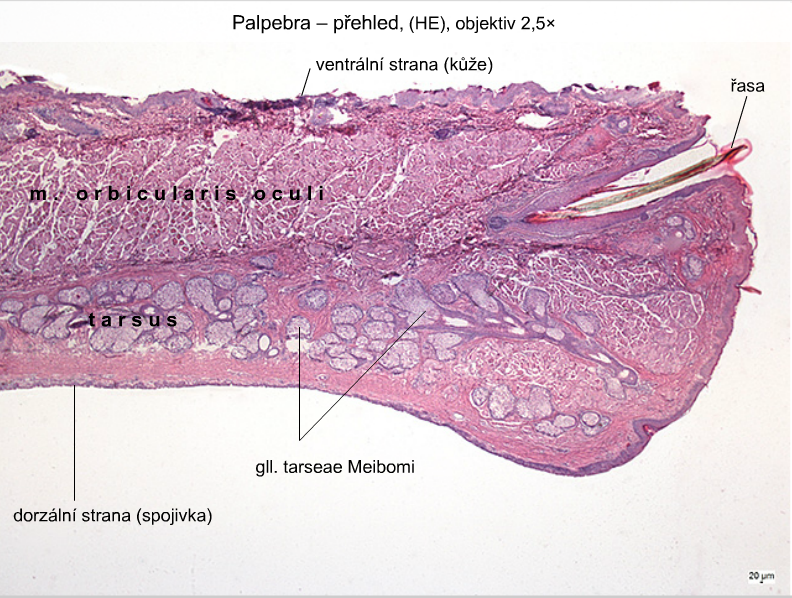 Palpebra – přehled, (HE), objektiv 2,5×
ventrální strana (kůže)
řasa
m. orbicularis oculi
tarsus
gll. tarseae Meibomi
dorzální strana (spojivka)
20 µm